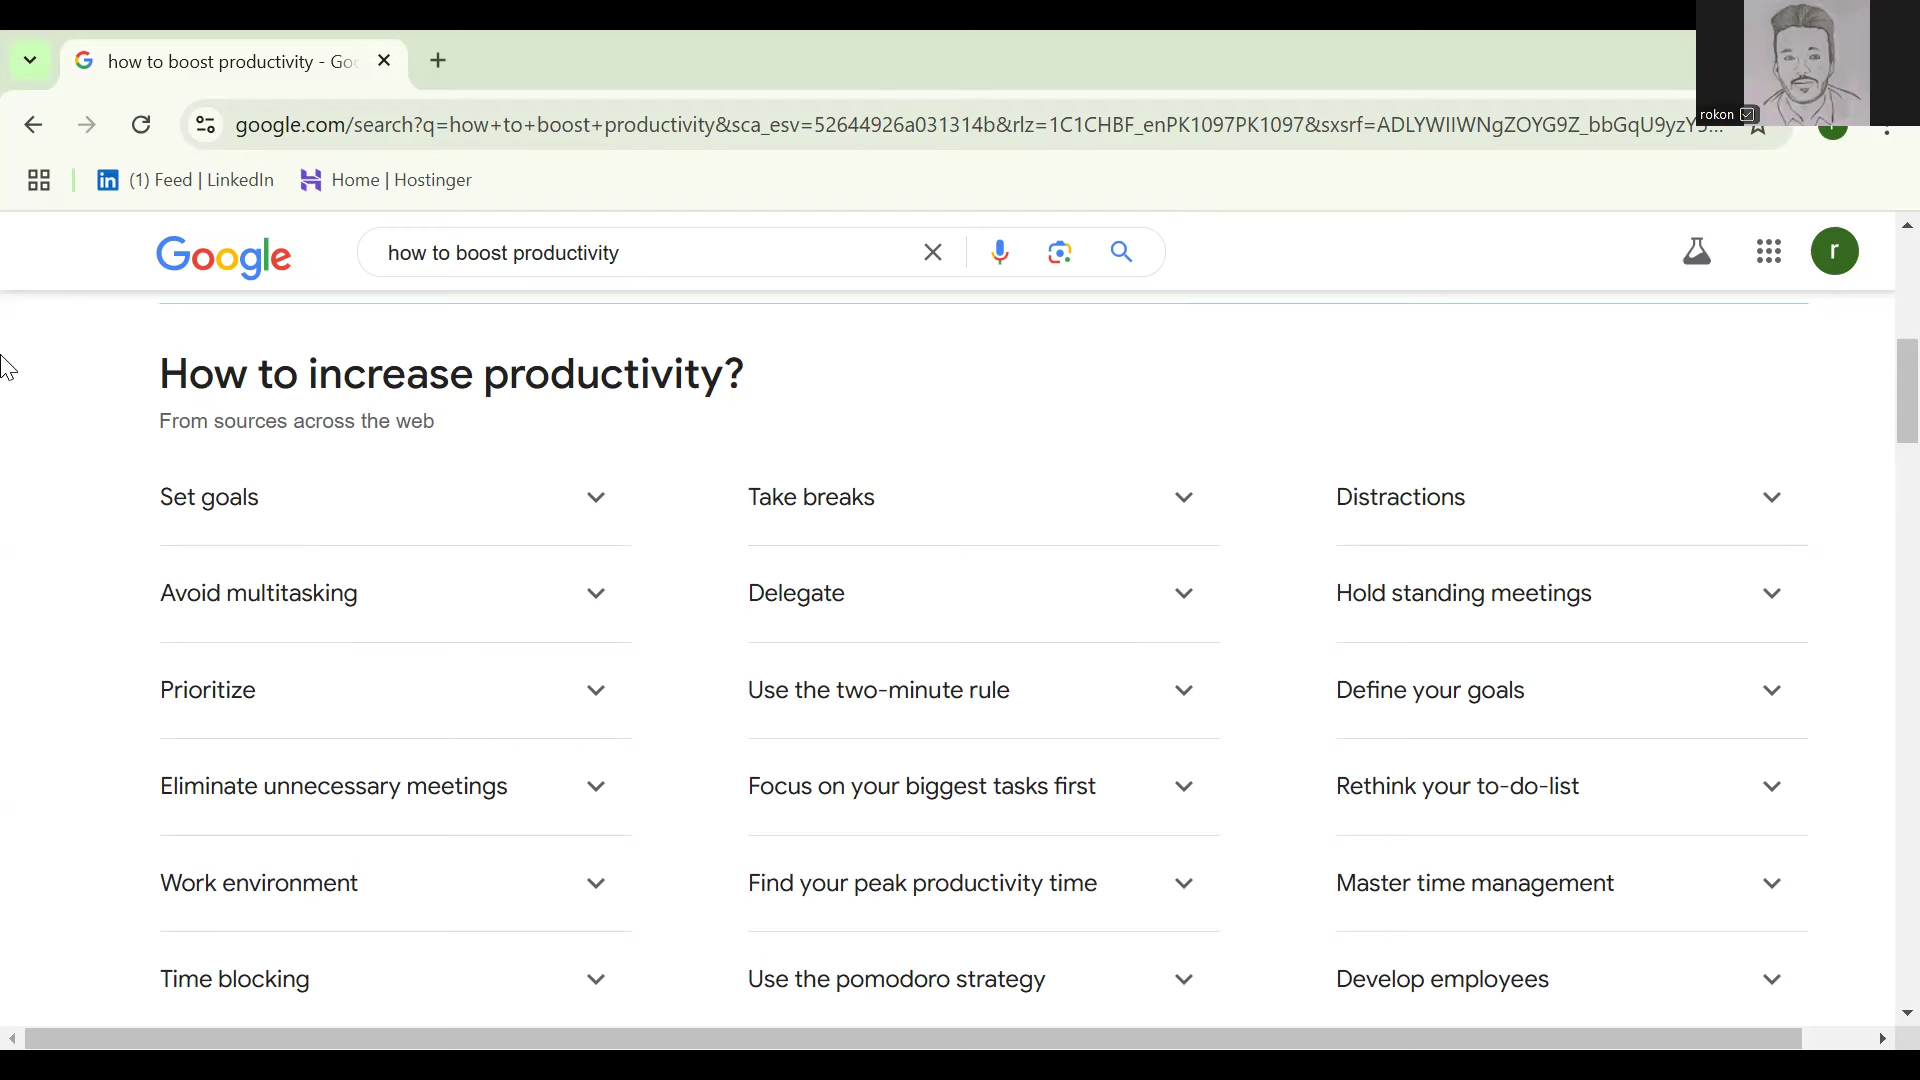 how to boost productivity - Goo
rokon
google.com/search?q=how+to+boost+productivity&sca_esv=52644926a031314b&rlz=1C1CHBF_enPK1097PK1097&sxsrf=ADLYWIIWNgZOYG9Z_bbGqU9yzY5...
(1) Feed | LinkedIn
Home | Hostinger
Google
how to boost productivity
r
How to increase productivity?
From sources across the web
Set goals
Take breaks
Distractions
Avoid multitasking
Delegate
Hold standing meetings
Prioritize
Use the two-minute rule
Define your goals
Eliminate unnecessary meetings
Focus on your biggest tasks first
Rethink your to-do-list
Work environment
Find your peak productivity time
Master time management
Time blocking
Use the pomodoro strategy
Develop employees